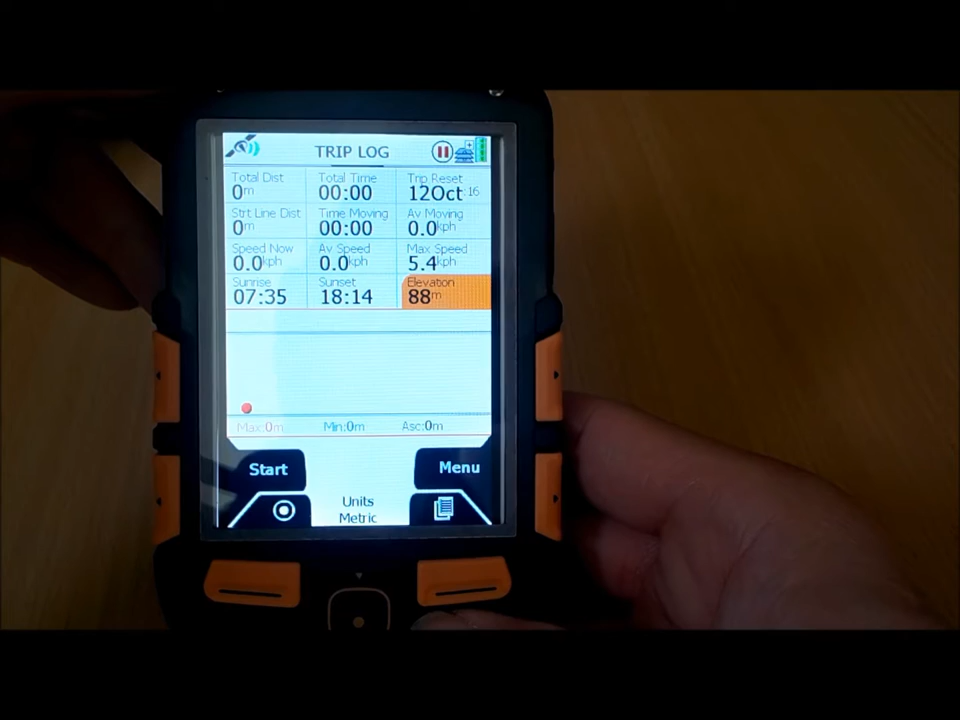 TRIP LOG
Total Dist Total Time Trip Reset
0m 00:00 12Oct:16
Strt Line Dist Time Moving Av Moving
0m 00:00 0.0kph
Speed Now Av Speed Max Speed
0.0kph 0.0kph 5.4kph
Sunrise Sunset Elevation
07:35 18:14 88m
Max:0m Min:0m Asc:0m
Start Menu
Units
Metric